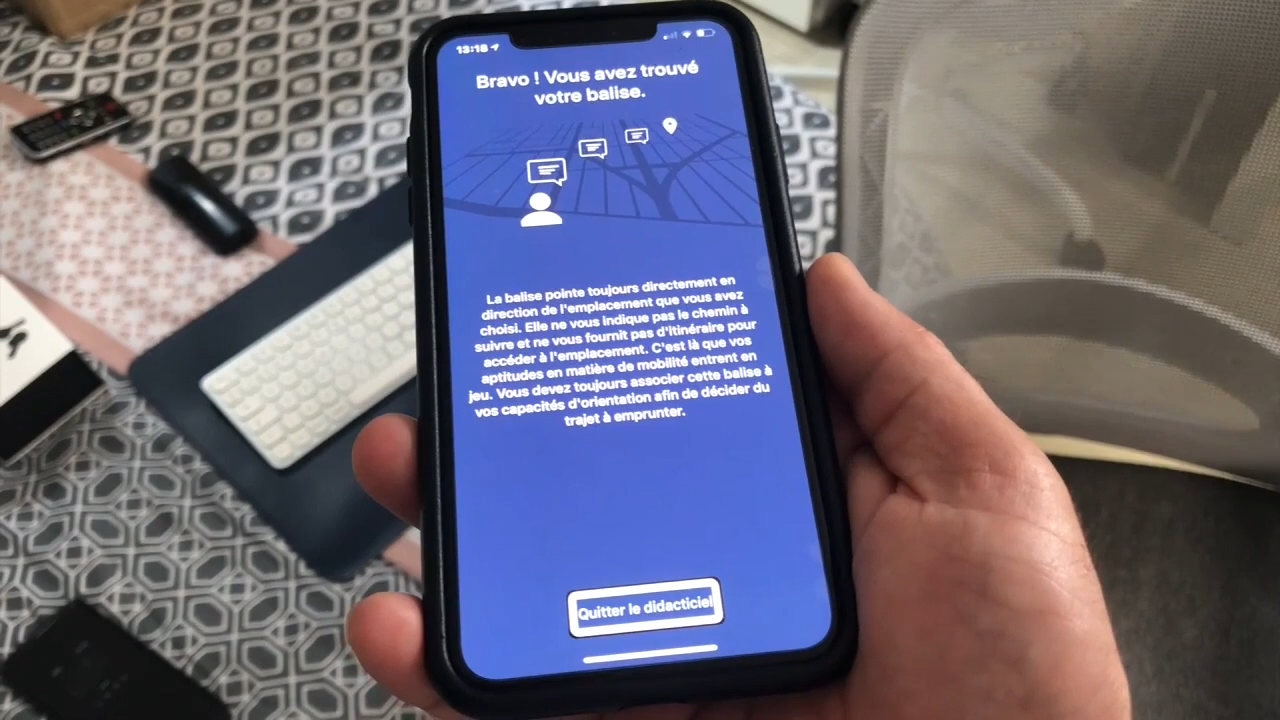 13:18
Bravo ! Vous avez trouvé
votre balise.
La balise pointe toujours directement en
direction de l'emplacement que vous avez
choisi. Elle ne vous indique pas le chemin à
suivre et ne vous fournit pas d'itinéraire pour
accéder à l'emplacement. C'est là que vos
aptitudes en matière de mobilité entrent en
jeu. Vous devez toujours associer cette balise à
vos capacités d'orientation afin de décider du
trajet à emprunter.
Quitter le didacticiel